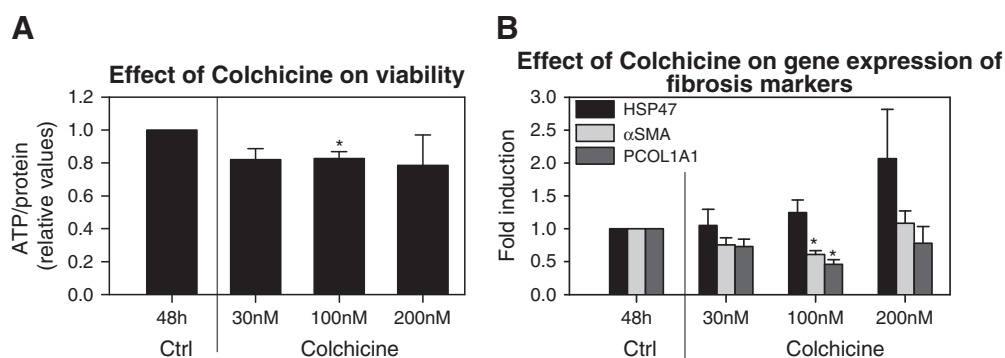 A
Effect of Colchicine on viability
ATP/protein
(relative values)
1.2
1.0
0.8
0.6
0.4
0.2
0.0
*
48h 30nM 100nM 200nM
Ctrl Colchicine
B
Effect of Colchicine on gene expression of
fibrosis markers
Fold induction
3.0
2.5
2.0
1.5
1.0
0.5
0.0
HSP47
αSMA
PCOL1A1
* *
48h 30nM 100nM 200nM
Ctrl Colchicine